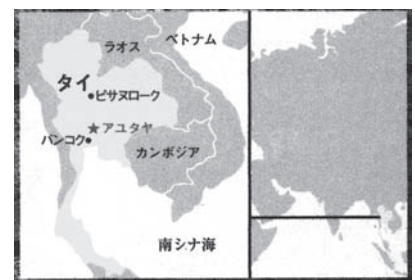 ラオス
ベトナム
タイ
ピサヌローク
アユタヤ
バンコク
カンボジア
南シナ海